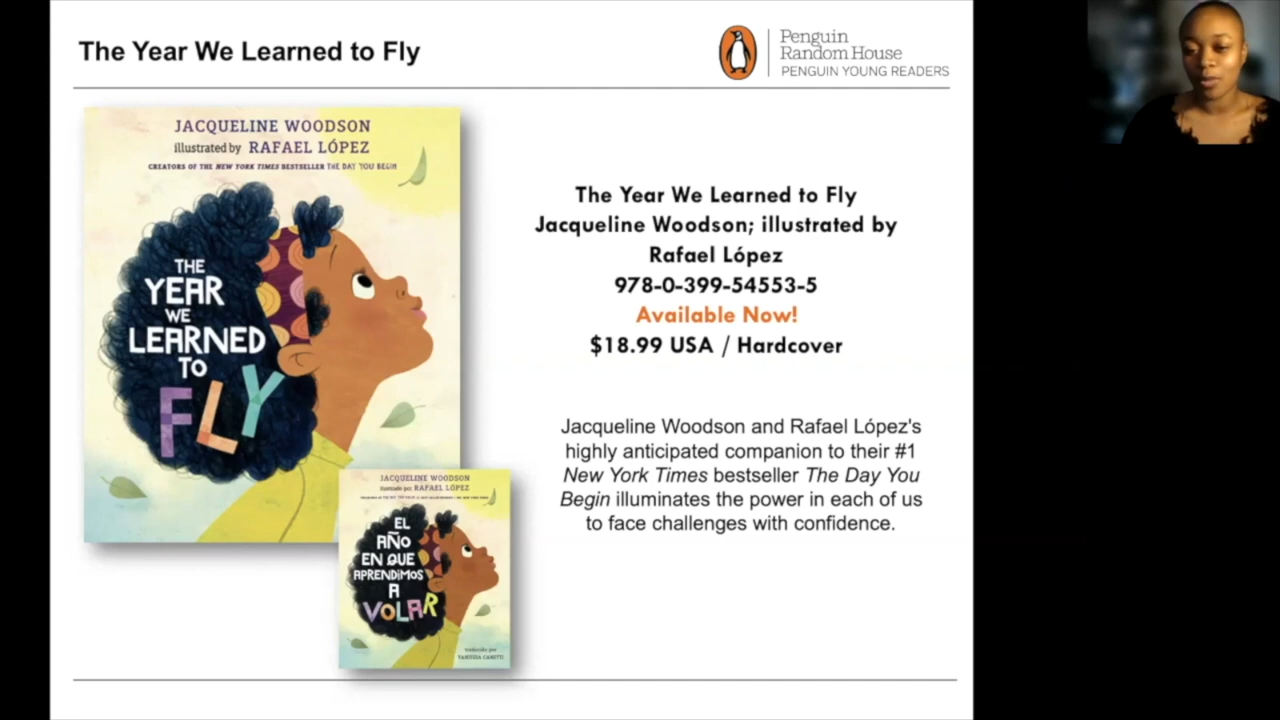 The Year We Learned to Fly
Penguin
Random House
PENGUIN YOUNG READERS
JACQUELINE WOODSON
illustrated by RAFAEL LÓPEZ
CREATORS OF THE NEW YORK TIMES BESTSELLER THE DAY YOU BEGIN
THE
YEAR
WE
LEARNED
TO
FLY
JACQUELINE WOODSON
ilustrado por RAFAEL LÓPEZ
EL
AÑO
EN QUE
APRENDIMOS
A
VOLAR
traducido por
The Year We Learned to Fly
Jacqueline Woodson; illustrated by
Rafael López
978-0-399-54553-5
Available Now!
$18.99 USA / Hardcover
Jacqueline Woodson and Rafael López's
highly anticipated companion to their #1
New York Times bestseller The Day You
Begin illuminates the power in each of us
to face challenges with confidence.